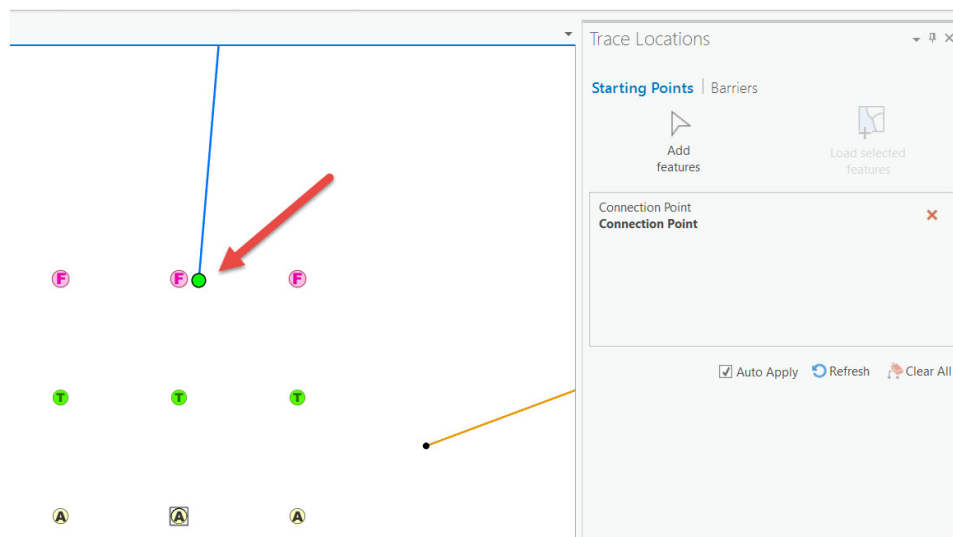 Trace Locations
Starting Points | Barriers
Add
features
Load selected
features
Connection Point
Connection Point
Auto Apply Refresh Clear All
F F F
T T T
A A A